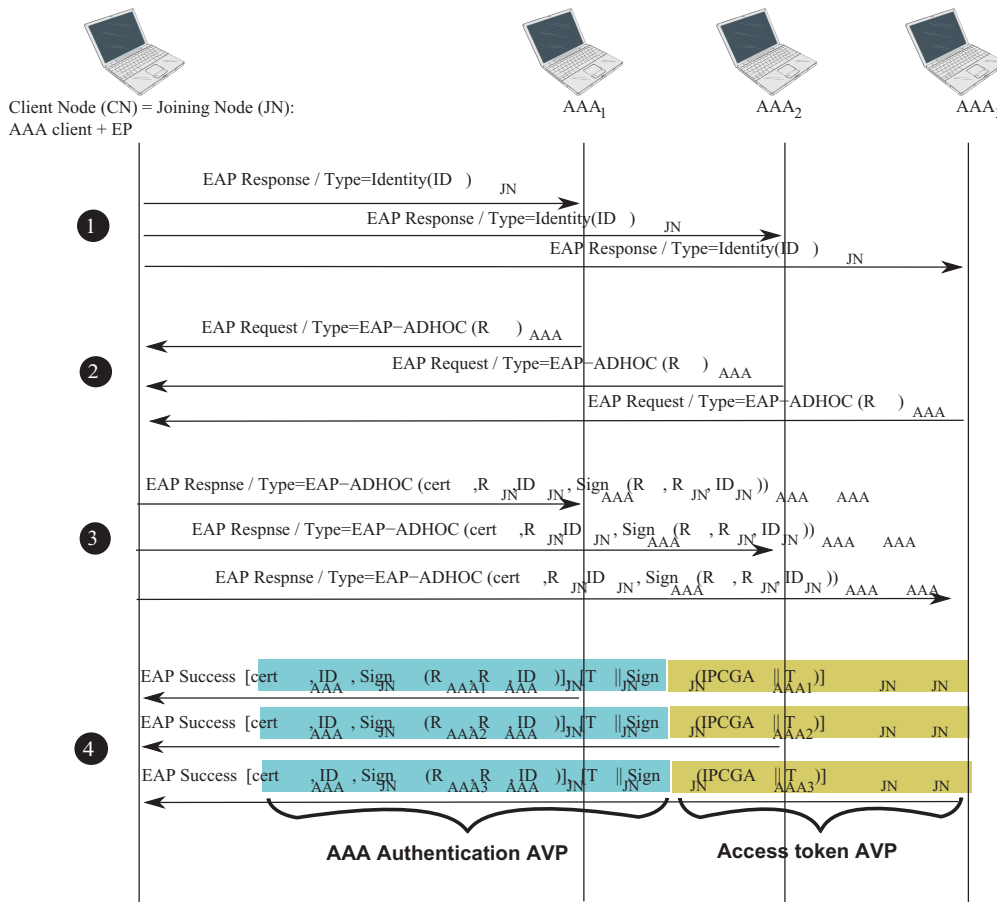 Client Node (CN) = Joining Node (JN):
AAA client + EP
AAA1
AAA2
AAA
1
EAP Response / Type=Identity(ID ) JN
EAP Response / Type=Identity(ID ) JN
EAP Response / Type=Identity(ID ) JN
2
EAP Request / Type=EAP−ADHOC (R ) AAA
EAP Request / Type=EAP−ADHOC (R ) AAA
EAP Request / Type=EAP−ADHOC (R ) AAA
3
EAP Respnse / Type=EAP−ADHOC (cert ,R JN ID JN , Sign AAA (R , R JN , ID JN )) AAA AAA
EAP Respnse / Type=EAP−ADHOC (cert ,R JN ID JN , Sign AAA (R , R JN , ID JN )) AAA AAA
EAP Respnse / Type=EAP−ADHOC (cert ,R JN ID JN , Sign AAA (R , R JN , ID JN )) AAA AAA
4
EAP Success [cert , ID , Sign (R , R , ID )], [T || Sign (IPCGA || T )]
AAA JN AAA1 AAA JN JN JN AAA1 JN JN
EAP Success [cert , ID , Sign (R , R , ID )], [T || Sign (IPCGA || T )]
AAA JN AAA2 AAA JN JN JN AAA2 JN JN
EAP Success [cert , ID , Sign (R , R , ID )], [T || Sign (IPCGA || T )]
AAA JN AAA3 AAA JN JN JN AAA3 JN JN
AAA Authentication AVP
Access token AVP